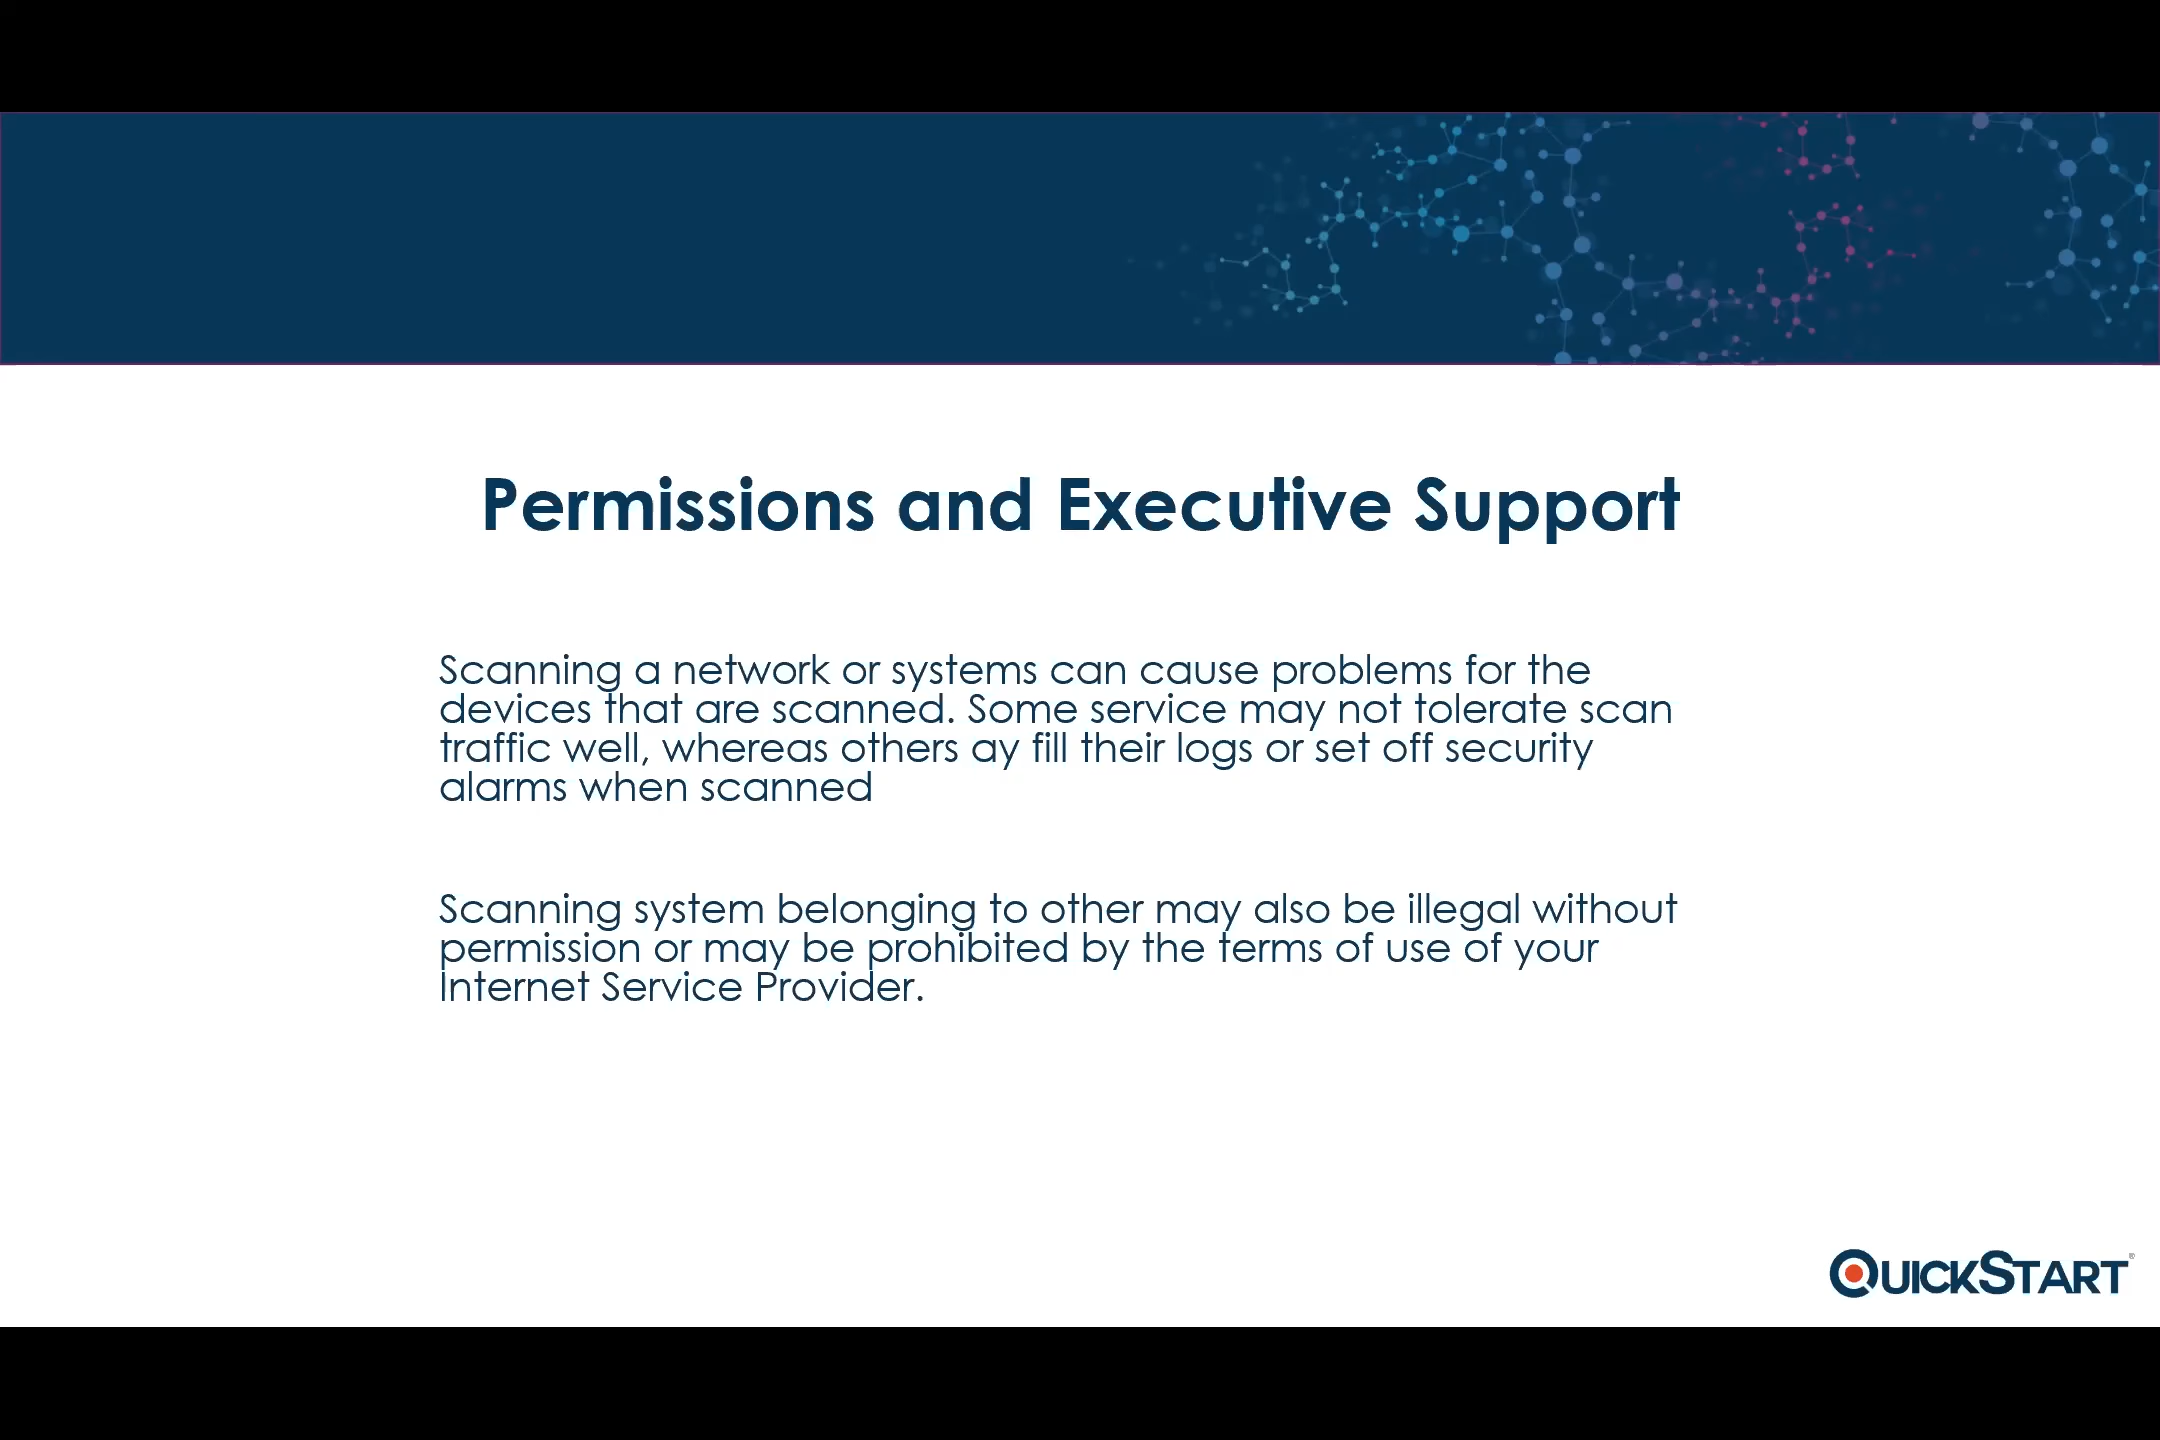 Permissions and Executive Support
Scanning a network or systems can cause problems for the
devices that are scanned. Some service may not tolerate scan
traffic well, whereas others ay fill their logs or set off security
alarms when scanned
Scanning system belonging to other may also be illegal without
permission or may be prohibited by the terms of use of your
Internet Service Provider.
QUICKSTART®